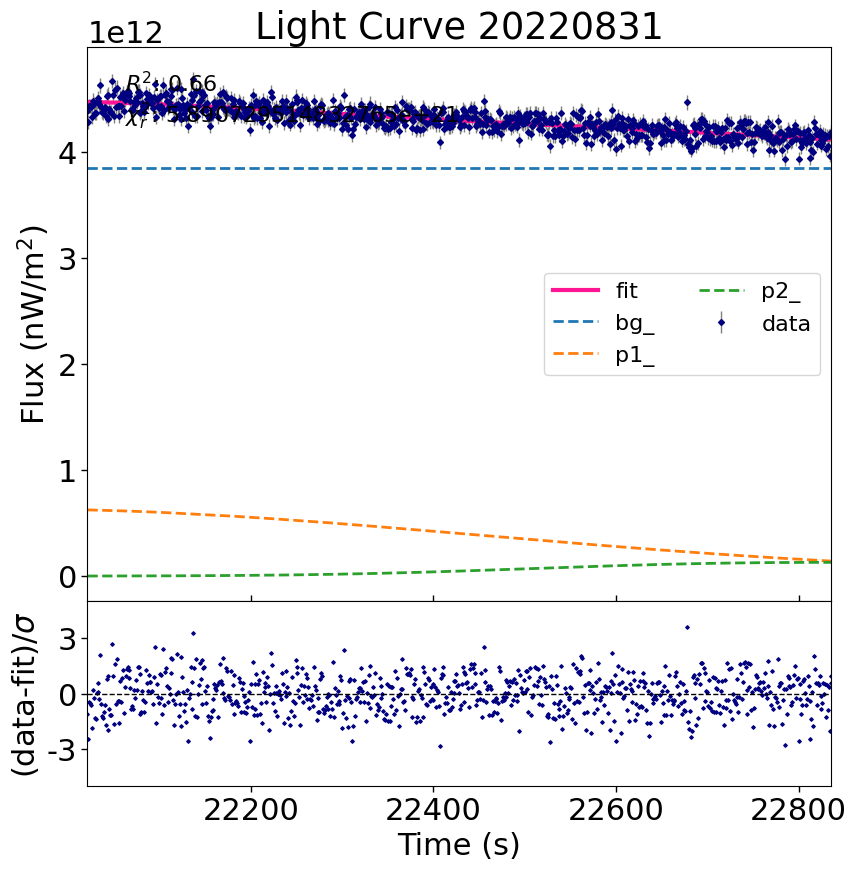 Light Curve 20220831
1e12
R²: 0.66
χ
4
3
2
1
0
Flux (nW/m²)
fit
bg_
p1_
p2_
data
3
0
-3
(data-fit)/σ
22200 22400 22600 22800
Time (s)